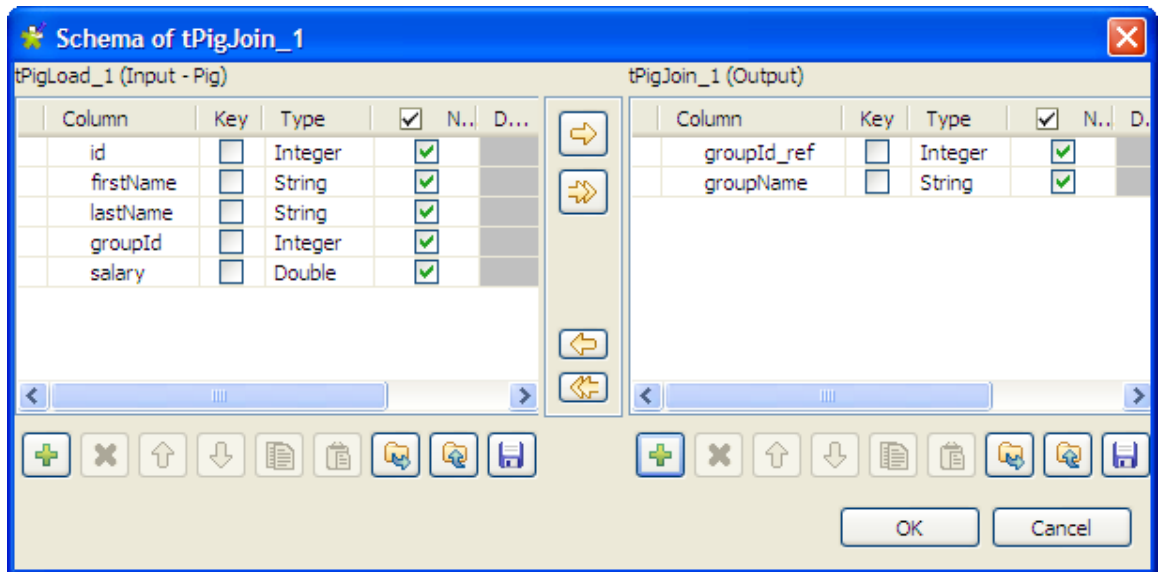 Schema of tPigJoin_1
tPigLoad_1 (Input - Pig)
Column Key Type N... D...
id Integer
firstName String
lastName String
groupId Integer
salary Double
tPigJoin_1 (Output)
Column Key Type N... D.
groupId_ref Integer
groupName String
OK Cancel